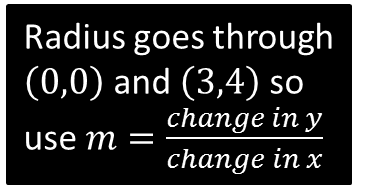 Radius goes through
(0,0) and (3,4) so
use m = change in y / change in x